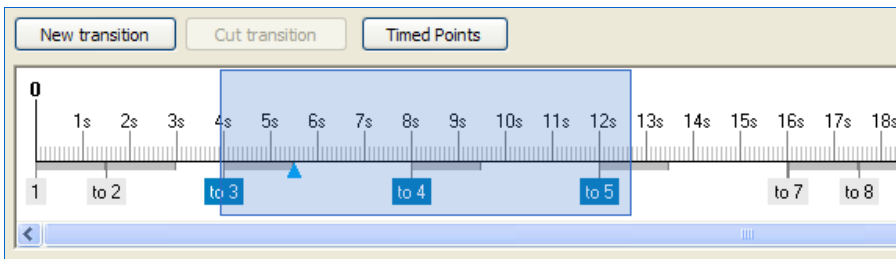 New transition Cut transition Timed Points
0
1s 2s 3s 4s 5s 6s 7s 8s 9s 10s 11s 12s 13s 14s 15s 16s 17s 18s
1 to 2 to 3 to 4 to 5 to 7 to 8